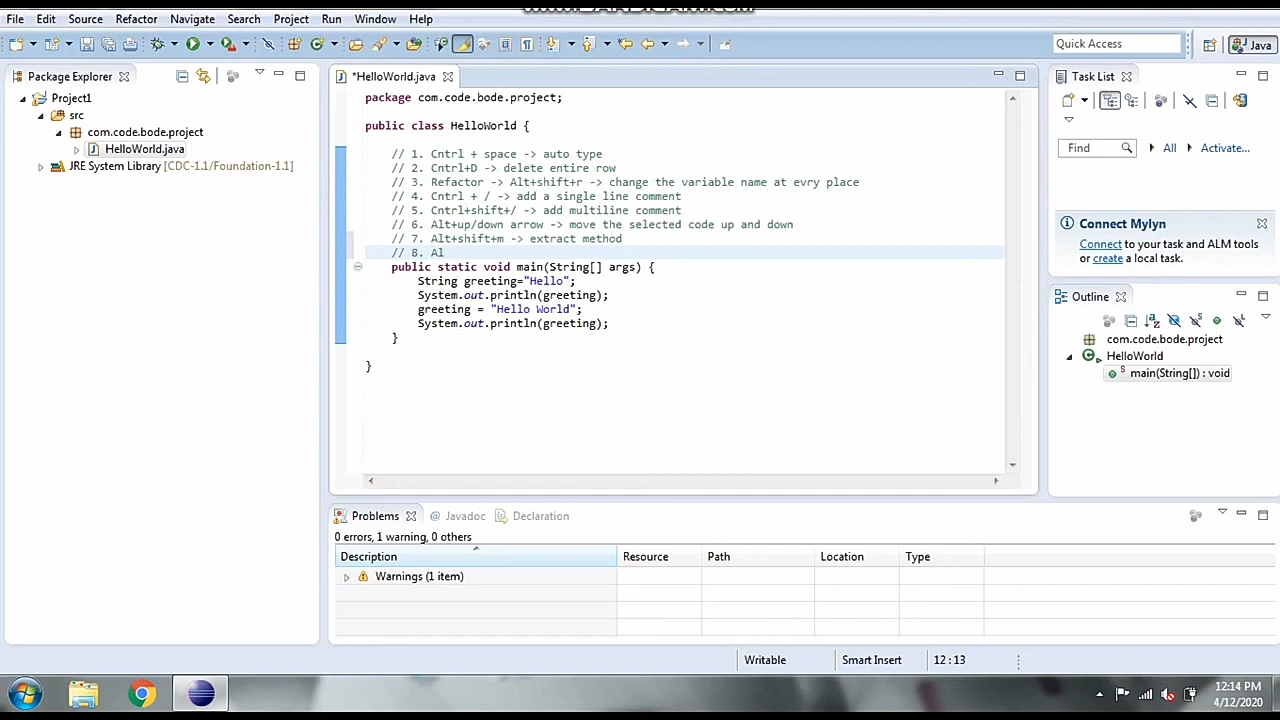 File Edit Source Refactor Navigate Search Project Run Window Help
Quick Access
Java
Package Explorer
Project1
src
com.code.bode.project
HelloWorld.java
JRE System Library [CDC-1.1/Foundation-1.1]
*HelloWorld.java
package com.code.bode.project;
public class HelloWorld {
// 1. Cntrl + space -> auto type
// 2. Cntrl+D -> delete entire row
// 3. Refactor -> Alt+shift+r -> change the variable name at evry place
// 4. Cntrl + / -> add a single line comment
// 5. Cntrl+shift+/ -> add multiline comment
// 6. Alt+up/down arrow -> move the selected code up and down
// 7. Alt+shift+m -> extract method
// 8. Al
public static void main(String[] args) {
String greeting="Hello";
System.out.println(greeting);
greeting = "Hello World";
System.out.println(greeting);
}
}
Task List
Find All Activate...
Connect Mylyn
Connect to your task and ALM tools
or create a local task.
Outline
com.code.bode.project
HelloWorld
main(String[]) : void
Problems @ Javadoc Declaration
0 errors, 1 warning, 0 others
Description Resource Path Location Type
Warnings (1 item)
Writable Smart Insert 12 : 13
12:14 PM
4/12/2020